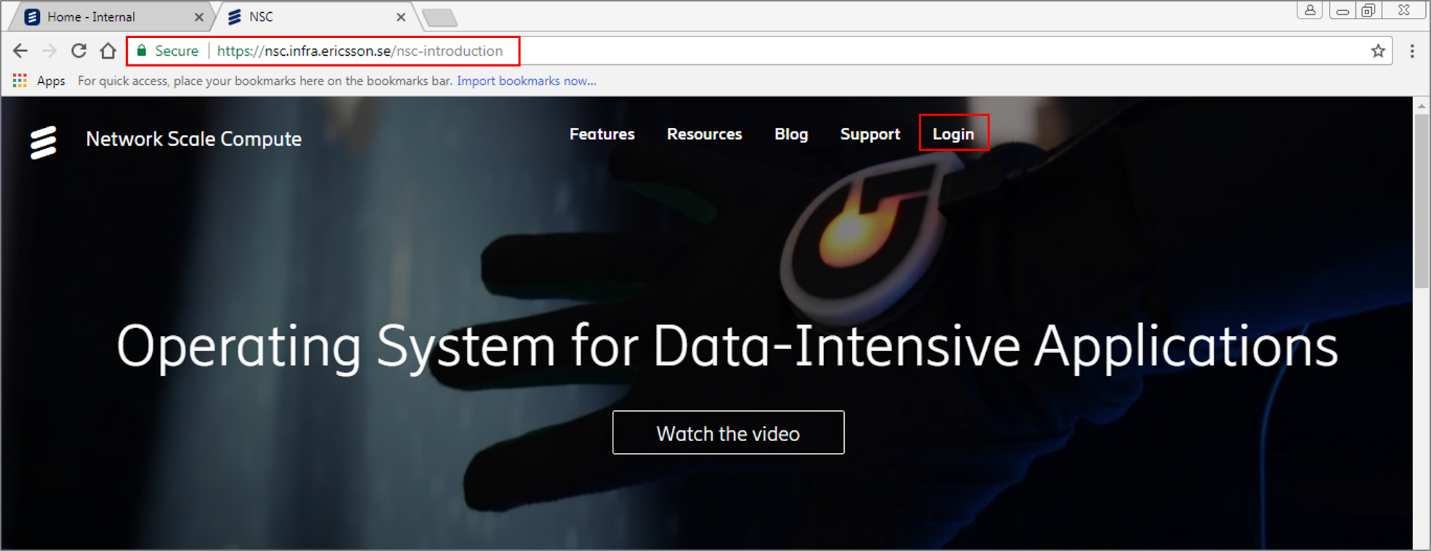 Home - Internal
NSC
Secure
https://nsc.infra.ericsson.se/nsc-introduction
Apps
For quick access, place your bookmarks here on the bookmarks bar. Import bookmarks now...
Network Scale Compute
Features
Resources
Blog
Support
Login
Operating System for Data-Intensive Applications
Watch the video